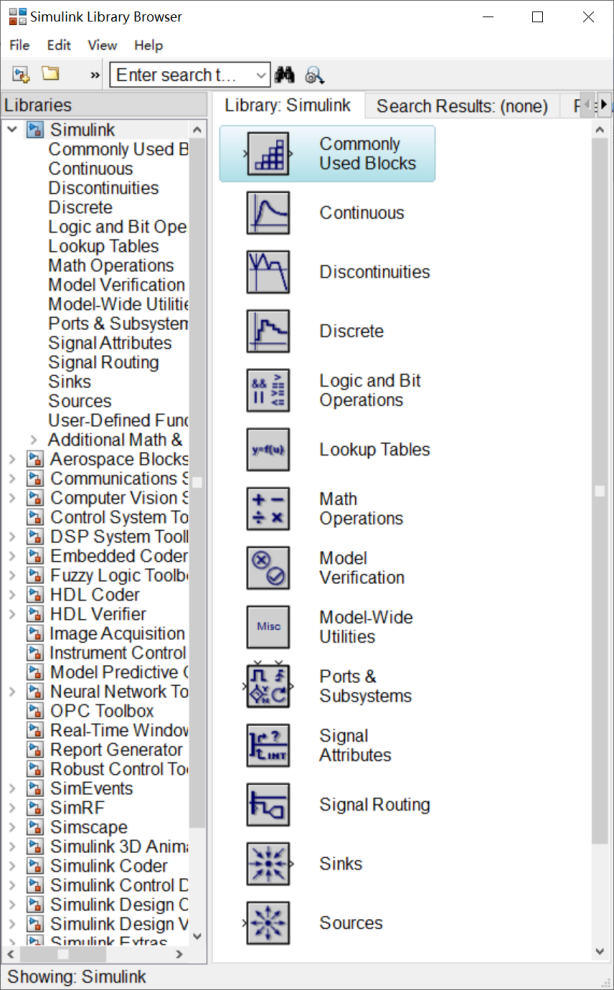 Simulink Library Browser
File Edit View Help
» Enter search t...
Libraries
Simulink
Commonly Used B
Continuous
Discontinuities
Discrete
Logic and Bit Ope
Lookup Tables
Math Operations
Model Verification
Model-Wide Utilitie
Ports & Subsystem
Signal Attributes
Signal Routing
Sinks
Sources
User-Defined Func
Additional Math &
Aerospace Blocks
Communications S
Computer Vision S
Control System To
DSP System Tool
Embedded Coder
Fuzzy Logic Toolb
HDL Coder
HDL Verifier
Image Acquisition
Instrument Control
Model Predictive C
Neural Network To
OPC Toolbox
Real-Time Window
Report Generator
Robust Control To
SimEvents
SimRF
Simscape
Simulink 3D Anima
Simulink Coder
Simulink Control D
Simulink Design O
Simulink Design V
Simulink Extras
Library: Simulink Search Results: (none)
Commonly
Used Blocks
Continuous
Discontinuities
Discrete
&& > == || >= <=
Logic and Bit
Operations
y=f(u)
Lookup Tables
+ − ÷ ×
Math
Operations
Model
Verification
Misc
Model-Wide
Utilities
Ports &
Subsystems
? INT
Signal
Attributes
Signal Routing
Sinks
Sources
Showing: Simulink